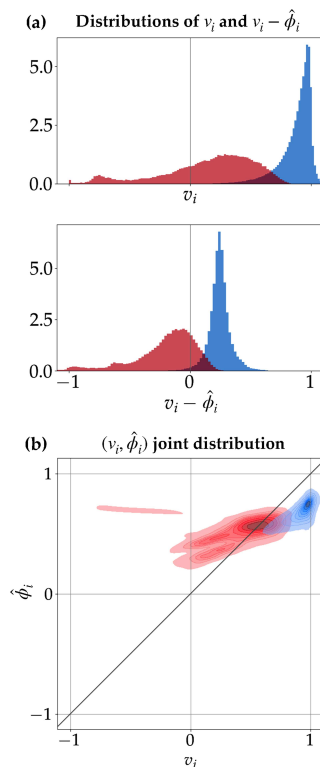 (a) Distributions of vᵢ and vᵢ − ϕ̂ᵢ
5.0
2.5
0.0
vᵢ
5.0
2.5
0.0
−1 0 1
vᵢ − ϕ̂ᵢ
(b) (vᵢ, ϕ̂ᵢ) joint distribution
1
0
ϕ̂ᵢ
−1
−1 0 1
vᵢ